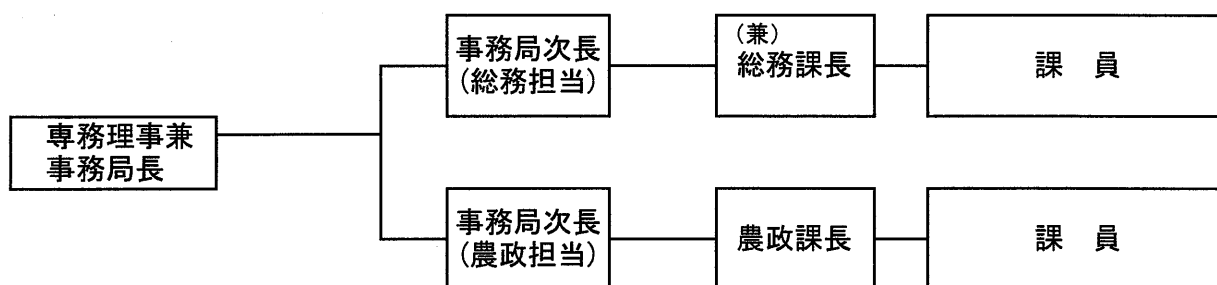 専務理事兼
事務局長
事務局次長
(総務担当)
(兼)
総務課長
課　員
事務局次長
(農政担当)
農政課長
課　員